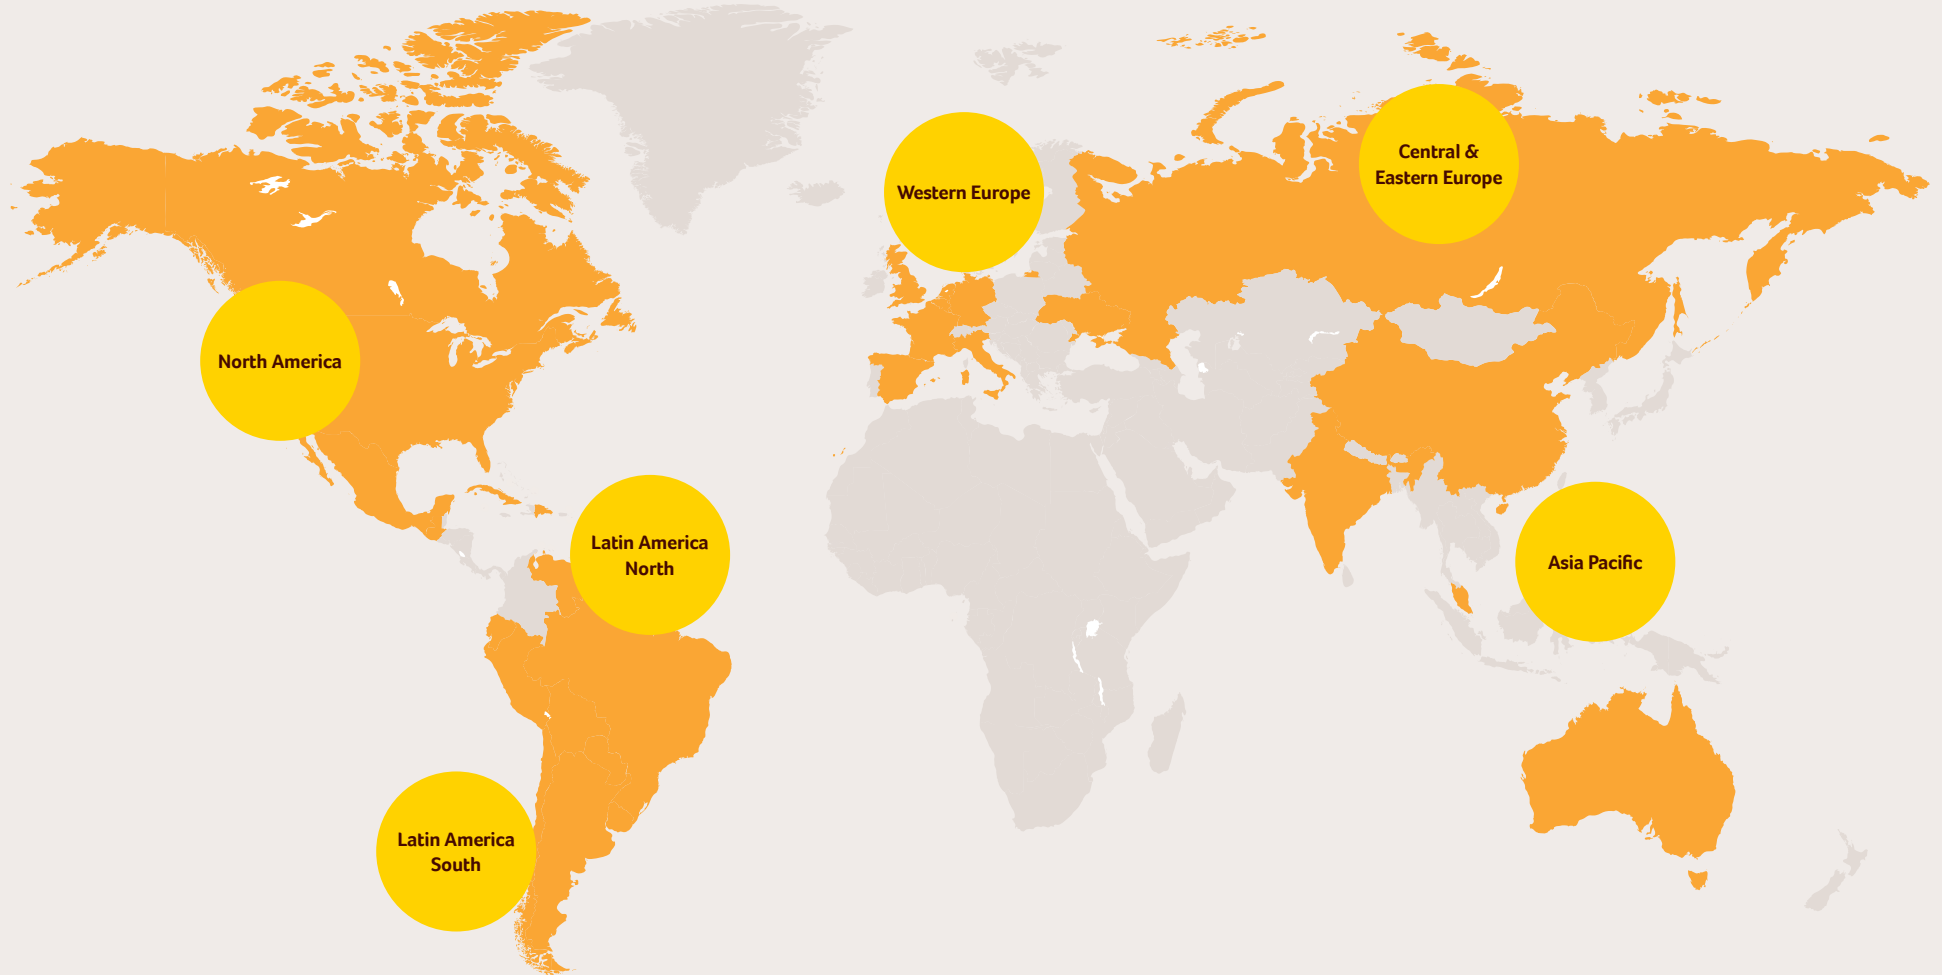 Western Europe
Central &
Eastern Europe
North America
Latin America
North
Asia Pacific
Latin America
South